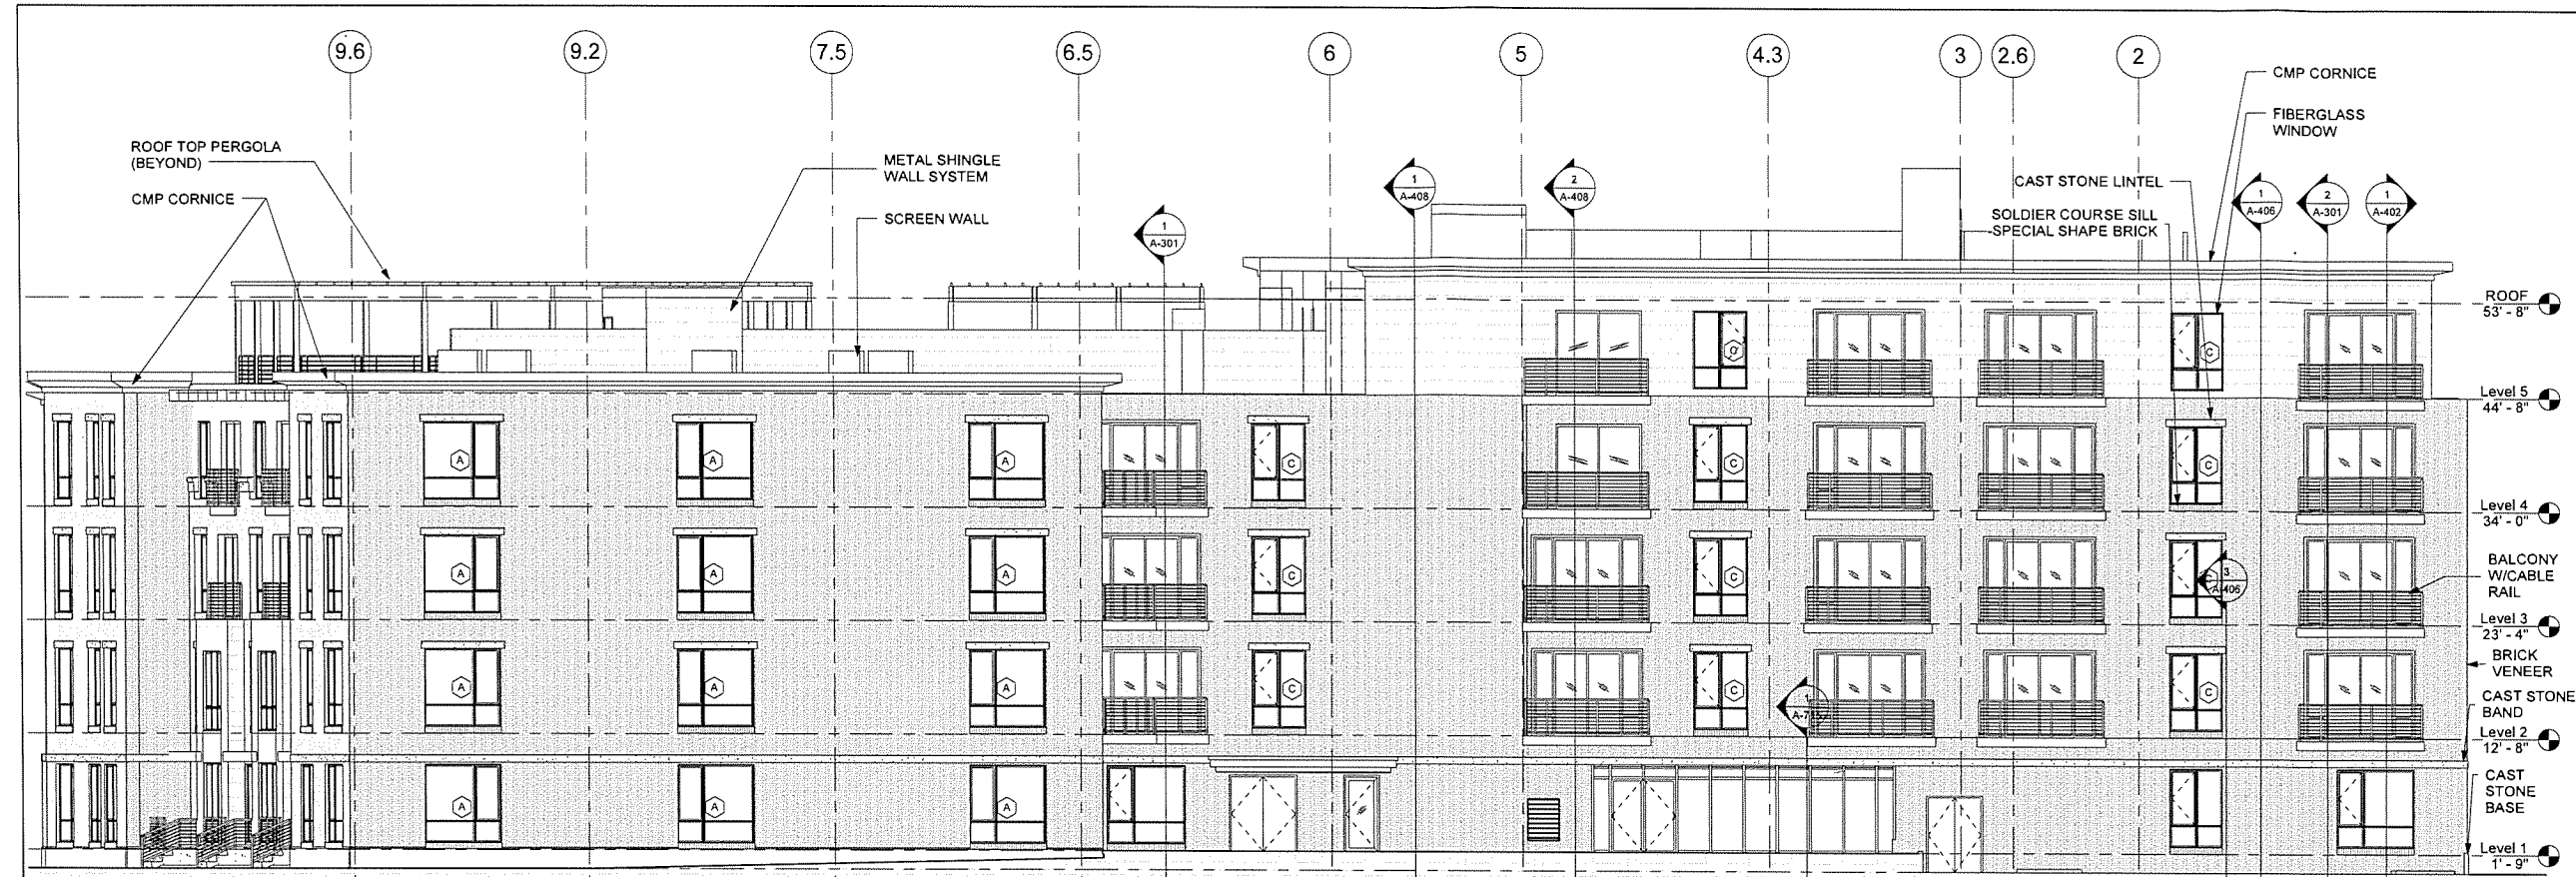 9.6
9.2
7.5
6.5
6
5
4.3
3
2.6
2
CMP CORNICE
FIBERGLASS
WINDOW
ROOF TOP PERGOLA
(BEYOND)
CMP CORNICE
METAL SHINGLE
WALL SYSTEM
SCREEN WALL
1
A-301
1
A-408
2
A-408
CAST STONE LINTEL
SOLDIER COURSE SILL
SPECIAL SHAPE BRICK
1
A-406
2
A-301
1
A-402
ROOF
53' - 8"
C
Level 5
44' - 8"
A
A
A
C
C
C
Level 4
34' - 0"
A
A
A
C
C
3
A-406
BALCONY
W/CABLE
RAIL
Level 3
23' - 4"
A
A
A
C
C
C
BRICK
VENEER
CAST STONE
BAND
Level 2
12' - 8"
A
A
A
CAST
STONE
BASE
Level 1
1' - 9"